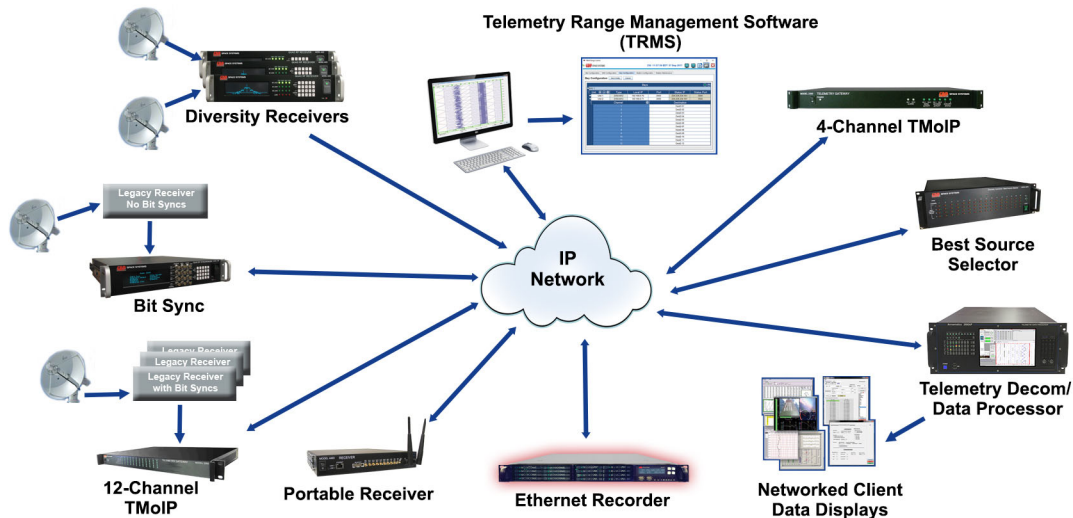 Telemetry Range Management Software
(TRMS)
Diversity Receivers
4-Channel TMoIP
Legacy Receiver
No Bit Syncs
IP
Network
Best Source
Selector
Bit Sync
Legacy Receiver
Legacy Receiver
Legacy Receiver
with Bit Syncs
Telemetry Decom/
Data Processor
12-Channel
TMoIP
Portable Receiver
Ethernet Recorder
Networked Client
Data Displays